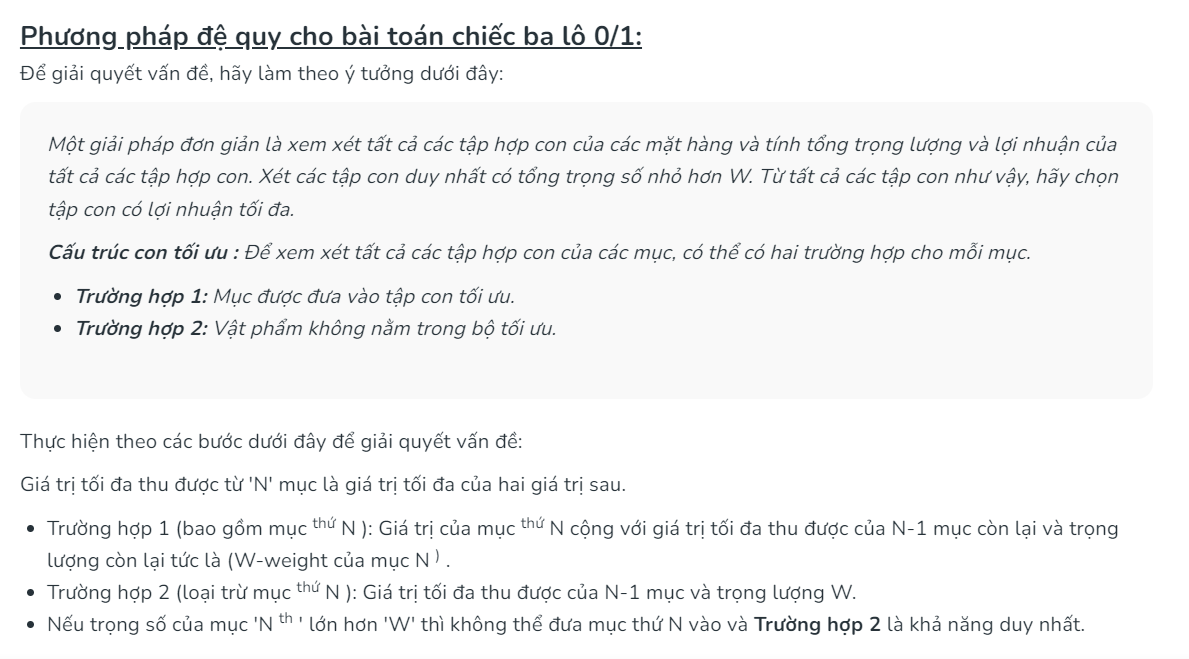 Phương pháp đệ quy cho bài toán chiếc ba lô 0/1:
Để giải quyết vấn đề, hãy làm theo ý tưởng dưới đây:
Một giải pháp đơn giản là xem xét tất cả các tập hợp con của các mặt hàng và tính tổng trọng lượng và lợi nhuận của
tất cả các tập hợp con. Xét các tập con duy nhất có tổng trọng số nhỏ hơn W. Từ tất cả các tập con như vậy, hãy chọn
tập con có lợi nhuận tối đa.
Cấu trúc con tối ưu : Để xem xét tất cả các tập hợp con của các mục, có thể có hai trường hợp cho mỗi mục.
• Trường hợp 1: Mục được đưa vào tập con tối ưu.
• Trường hợp 2: Vật phẩm không nằm trong bộ tối ưu.
Thực hiện theo các bước dưới đây để giải quyết vấn đề:
Giá trị tối đa thu được từ 'N' mục là giá trị tối đa của hai giá trị sau.
• Trường hợp 1 (bao gồm mục thứ N ): Giá trị của mục thứ N cộng với giá trị tối đa thu được của N-1 mục còn lại và trọng
lượng còn lại tức là (W-weight của mục N ) .
• Trường hợp 2 (loại trừ mục thứ N ): Giá trị tối đa thu được của N-1 mục và trọng lượng W.
• Nếu trọng số của mục 'N th ' lớn hơn 'W' thì không thể đưa mục thứ N vào và Trường hợp 2 là khả năng duy nhất.